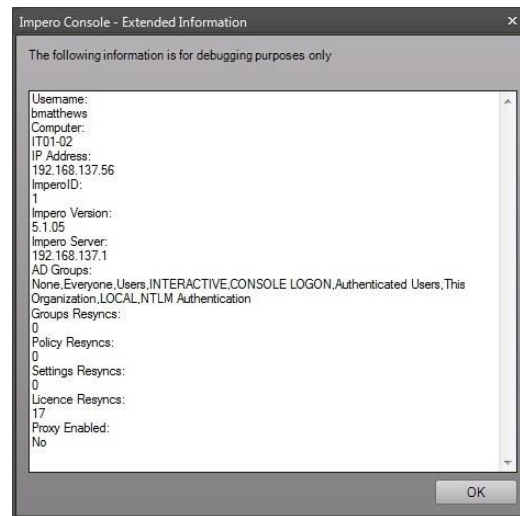 Impero Console - Extended Information
The following information is for debugging purposes only
Username:
bmatthews
Computer:
IT01-02
IP Address:
192.168.137.56
ImperoID:
1
Impero Version:
5.1.05
Impero Server:
192.168.137.1
AD Groups:
None,Everyone,Users,INTERACTIVE,CONSOLE LOGON,Authenticated Users,This
Organization,LOCAL,NTLM Authentication
Groups Resyncs:
0
Policy Resyncs:
0
Settings Resyncs:
0
Licence Resyncs:
17
Proxy Enabled:
No
OK